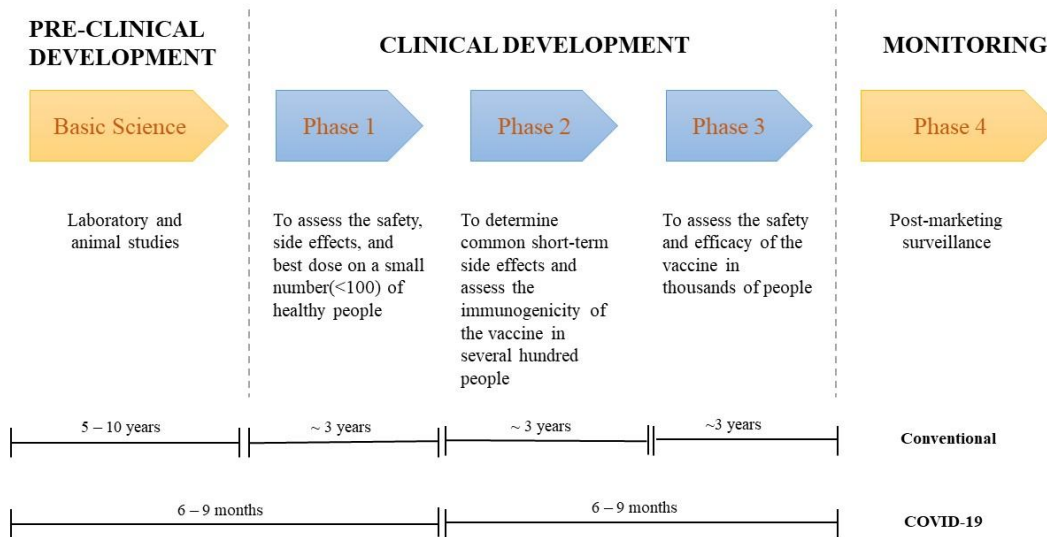 PRE-CLINICAL
DEVELOPMENT
CLINICAL DEVELOPMENT
MONITORING
Basic Science
Phase 1
Phase 2
Phase 3
Phase 4
Laboratory and
animal studies
To assess the safety,
side effects, and
best dose on a small
number(<100) of
healthy people
To determine
common short-term
side effects and
assess the
immunogenicity of
the vaccine in
several hundred
people
To assess the safety
and efficacy of the
vaccine in
thousands of people
Post-marketing
surveillance
5 – 10 years
~ 3 years
~ 3 years
~3 years
Conventional
6 – 9 months
6 – 9 months
COVID-19